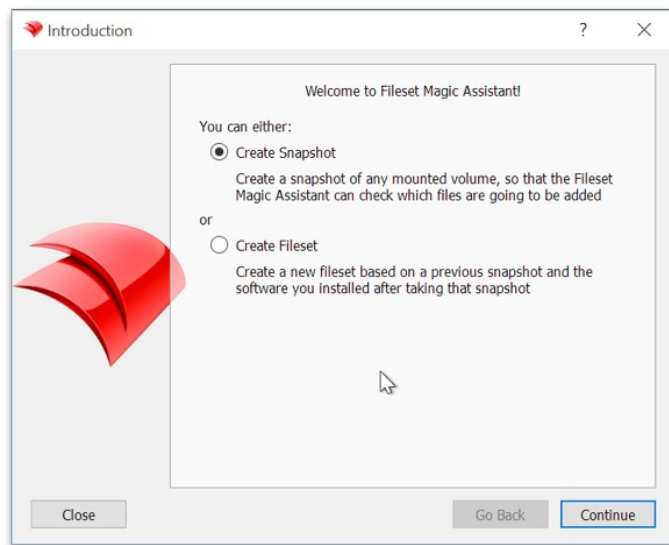 Introduction
Welcome to Fileset Magic Assistant!
You can either:
Create Snapshot
Create a snapshot of any mounted volume, so that the Fileset
Magic Assistant can check which files are going to be added
or
Create Fileset
Create a new fileset based on a previous snapshot and the
software you installed after taking that snapshot
Close
Go Back
Continue